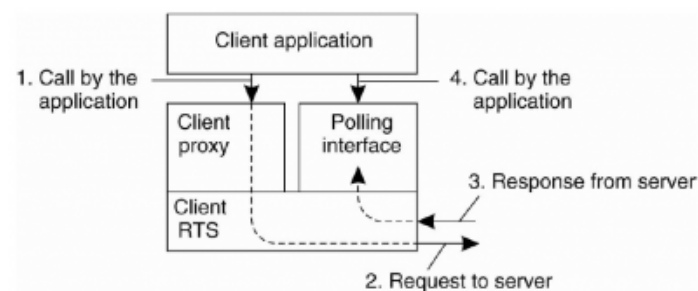 Client application
1. Call by the
application
4. Call by the
application
Client
proxy
Polling
interface
3. Response from server
Client
RTS
2. Request to server